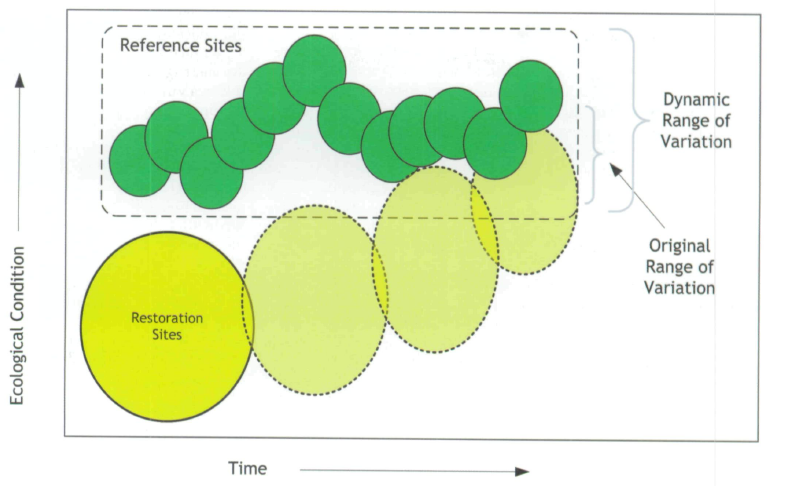 Reference Sites
Dynamic
Range of
Variation
Original
Range of
Variation
Restoration
Sites
Ecological Condition
Time